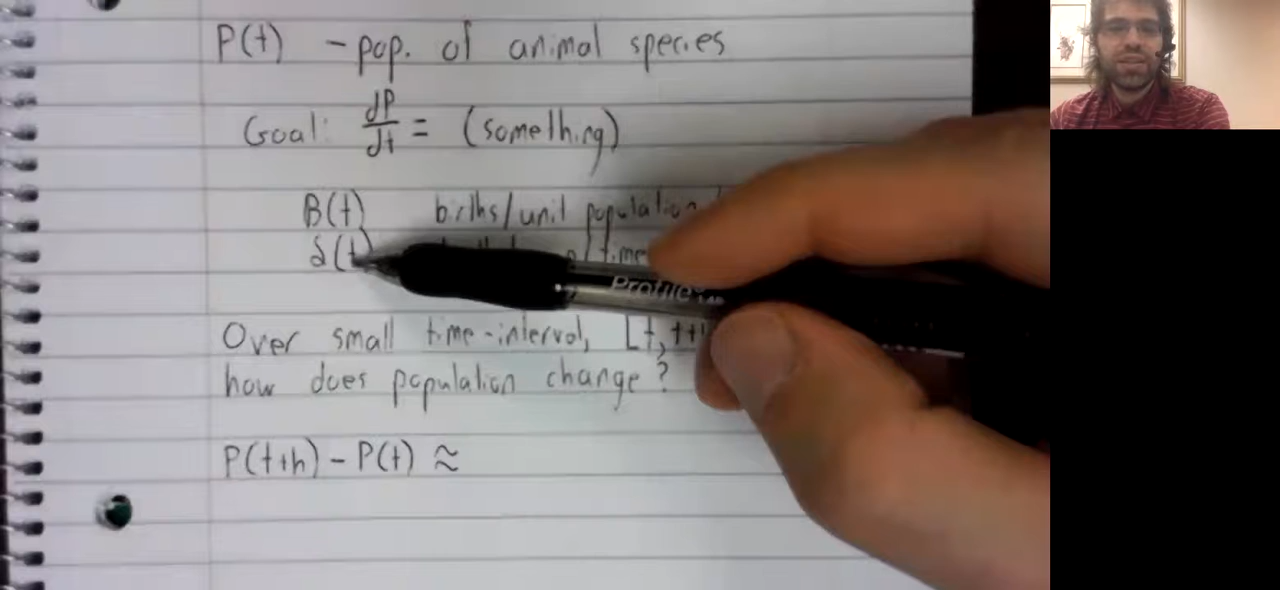 P(t) - pop. of animal species
Goal: dP/dt = (something)
B(t) births/unit population
δ(t) / time
Over small time-interval, [t, t+
how does population change?
P(t+h) - P(t) ≈
Profile